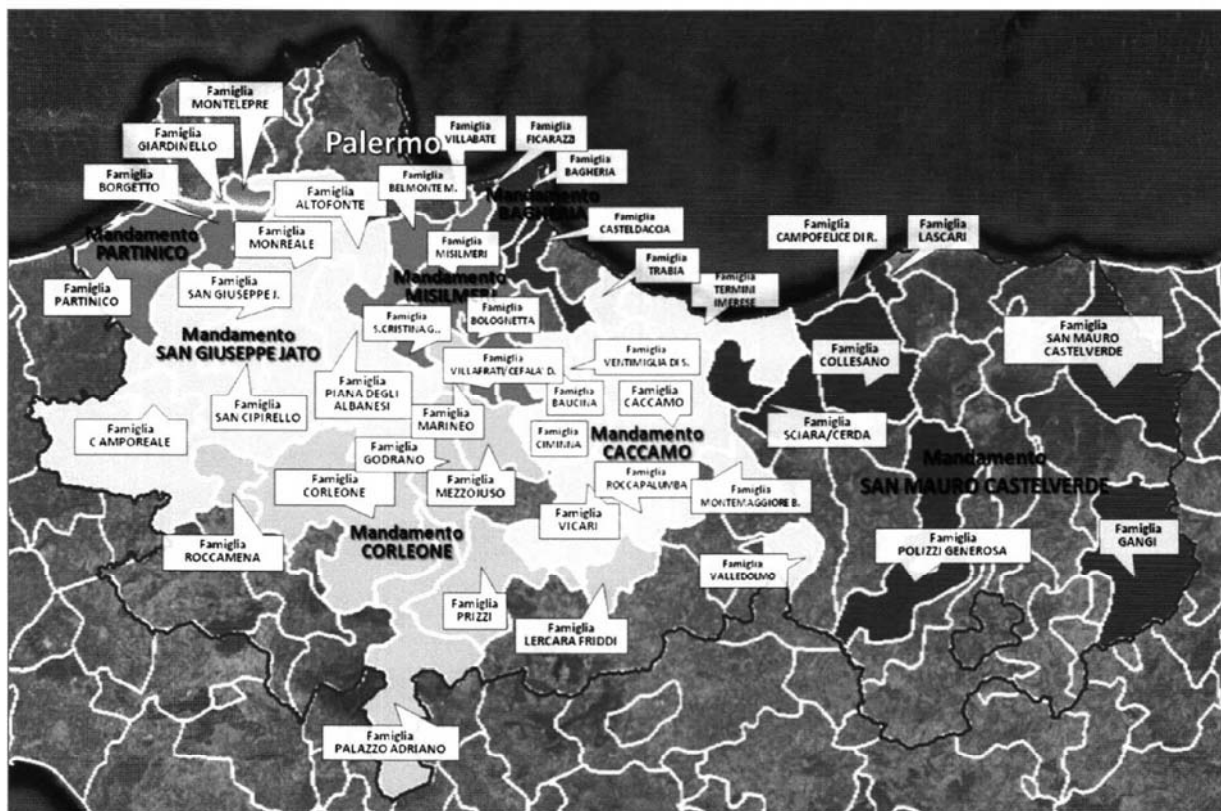 Famiglia
MONTELEPRE
Famiglia
GIARDINELLO
Famiglia
BORGETTO
Palermo
Famiglia
VILLABATE
Famiglia
FICARAZZI
Famiglia
BAGHERIA
Famiglia
ALTOFONTE
Famiglia
BELMONTE M.
Mandamento
BAGHERIA
Famiglia
CASTELDACCIA
Famiglia
CAMPOFELICE DI R.
Famiglia
LASCARI
Mandamento
PARTINICO
Famiglia
MONREALE
Famiglia
MISILMERI
Famiglia
TRABIA
Famiglia
PARTINICO
Famiglia
SAN GIUSEPPE J.
Mandamento
MISILMERI
Famiglia
TERMINI
IMERESE
Famiglia
S.CRISTINA G..
Famiglia
BOLOGNETTA
Mandamento
SAN GIUSEPPE JATO
Famiglia
COLLESANO
Famiglia
SAN MAURO
CASTELVERDE
Famiglia
VILLAFRATI/CEFALA' D.
Famiglia
VENTIMIGLIA DI S.
Famiglia
PIANA DEGLI
ALBANESI
Famiglia
BAUCINA
Famiglia
CACCAMO
Famiglia
SAN CIPIRELLO
Famiglia
MARINEO
Famiglia
CAMPOREALE
Famiglia
CIMINNA
Mandamento
CACCAMO
Famiglia
SCIARA/CERDA
Famiglia
GODRANO
Famiglia
CORLEONE
Famiglia
MEZZOJUSO
Famiglia
ROCCAPALUMBA
Famiglia
MONTEMAGGIORE B.
Mandamento
SAN MAURO CASTELVERDE
Famiglia
VICARI
Mandamento
CORLEONE
Famiglia
ROCCAMENA
Famiglia
VALLEDOLMO
Famiglia
POLIZZI GENEROSA
Famiglia
GANGI
Famiglia
PRIZZI
Famiglia
LERCARA FRIDDI
Famiglia
PALAZZO ADRIANO